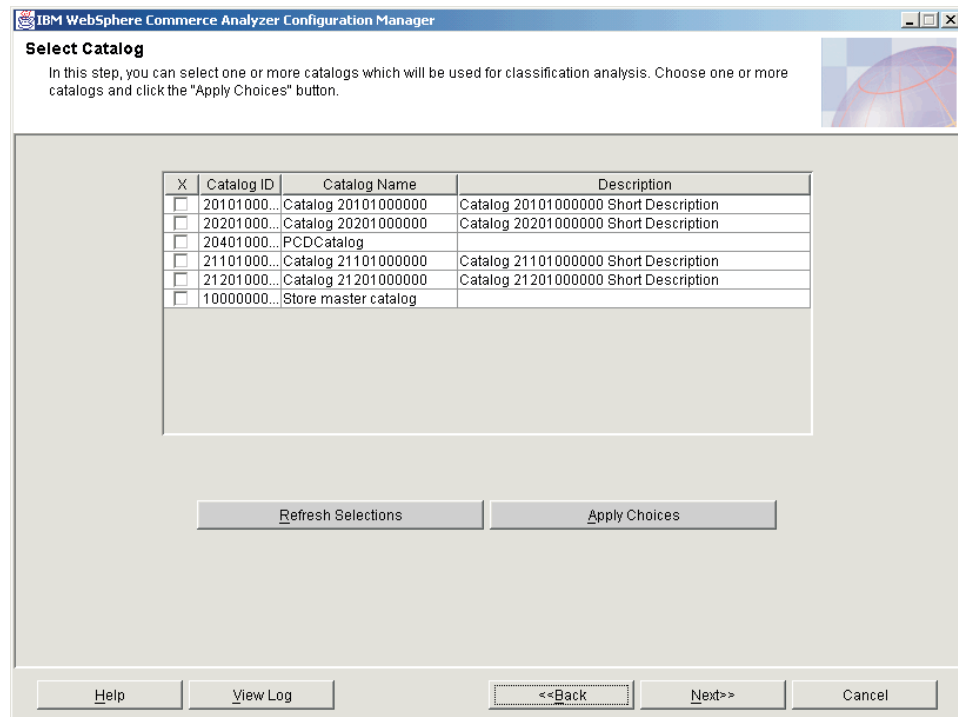 IBM WebSphere Commerce Analyzer Configuration Manager
Select Catalog
In this step, you can select one or more catalogs which will be used for classification analysis. Choose one or more
catalogs and click the "Apply Choices" button.
X Catalog ID Catalog Name Description
20101000... Catalog 20101000000 Catalog 20101000000 Short Description
20201000... Catalog 20201000000 Catalog 20201000000 Short Description
20401000... PCDCatalog
21101000... Catalog 21101000000 Catalog 21101000000 Short Description
21201000... Catalog 21201000000 Catalog 21201000000 Short Description
10000000... Store master catalog
Refresh Selections Apply Choices
Help View Log <<Back Next>> Cancel